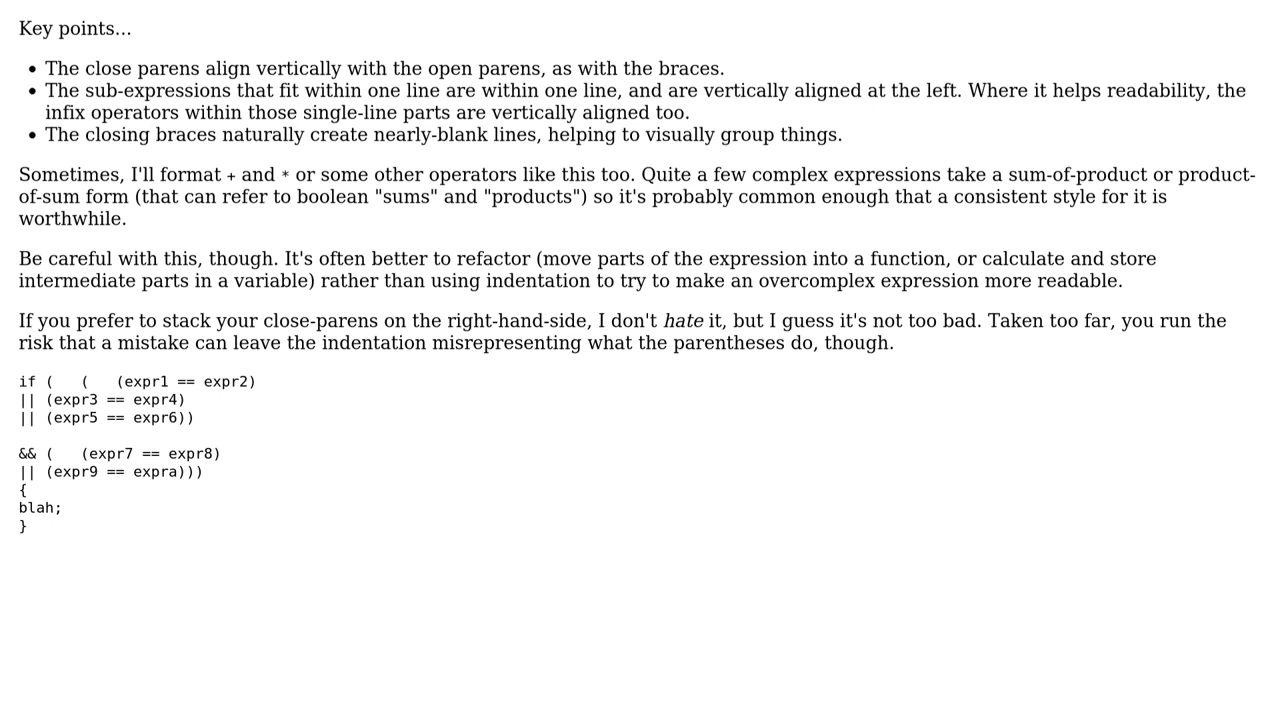 Key points...
The close parens align vertically with the open parens, as with the braces.
The sub-expressions that fit within one line are within one line, and are vertically aligned at the left. Where it helps readability, the
infix operators within those single-line parts are vertically aligned too.
The closing braces naturally create nearly-blank lines, helping to visually group things.
Sometimes, I'll format + and * or some other operators like this too. Quite a few complex expressions take a sum-of-product or product-
of-sum form (that can refer to boolean "sums" and "products") so it's probably common enough that a consistent style for it is
worthwhile.
Be careful with this, though. It's often better to refactor (move parts of the expression into a function, or calculate and store
intermediate parts in a variable) rather than using indentation to try to make an overcomplex expression more readable.
If you prefer to stack your close-parens on the right-hand-side, I don't hate it, but I guess it's not too bad. Taken too far, you run the
risk that a mistake can leave the indentation misrepresenting what the parentheses do, though.
if (   (   (expr1 == expr2)
|| (expr3 == expr4)
|| (expr5 == expr6))
&& (   (expr7 == expr8)
|| (expr9 == expra)))
{
blah;
}